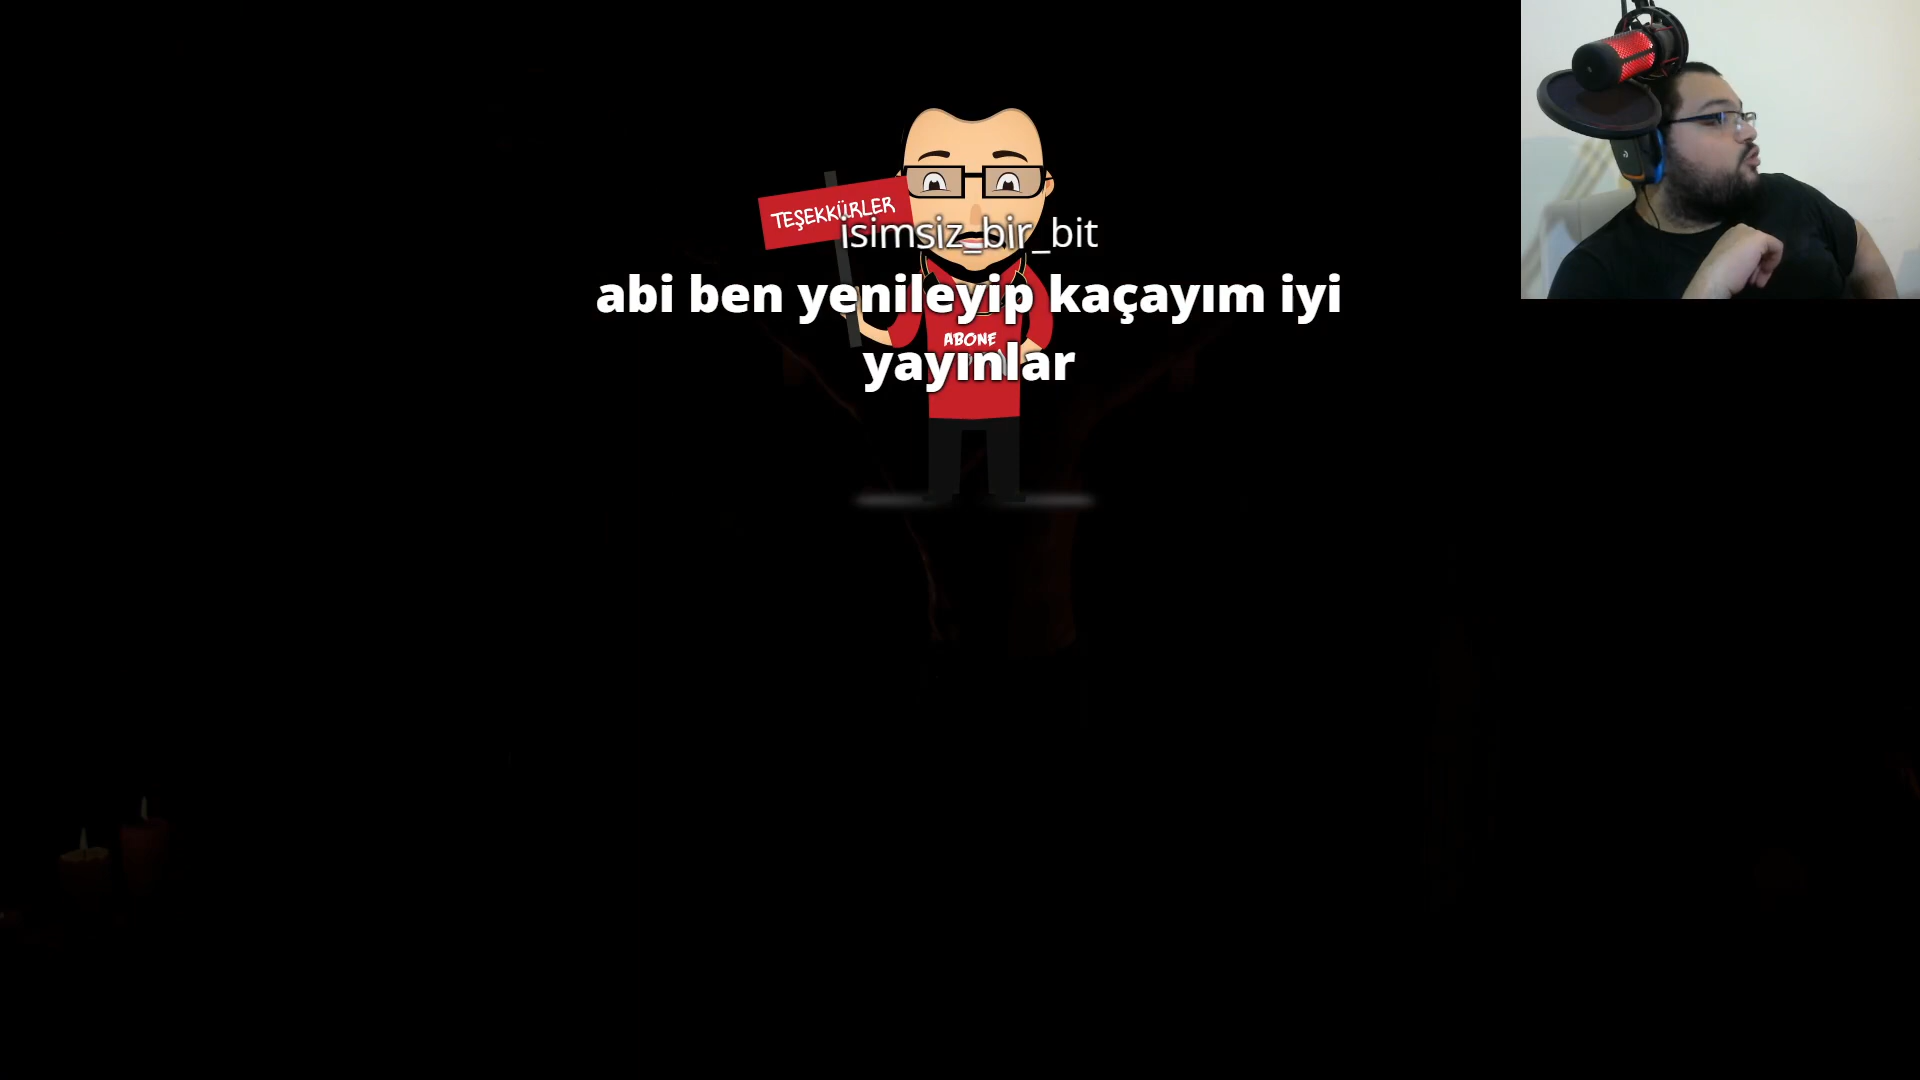 TEŞEKKÜRLER
isimsiz_bir_bit
abi ben yenileyip kaçayım iyi
yayınlar
ABONE